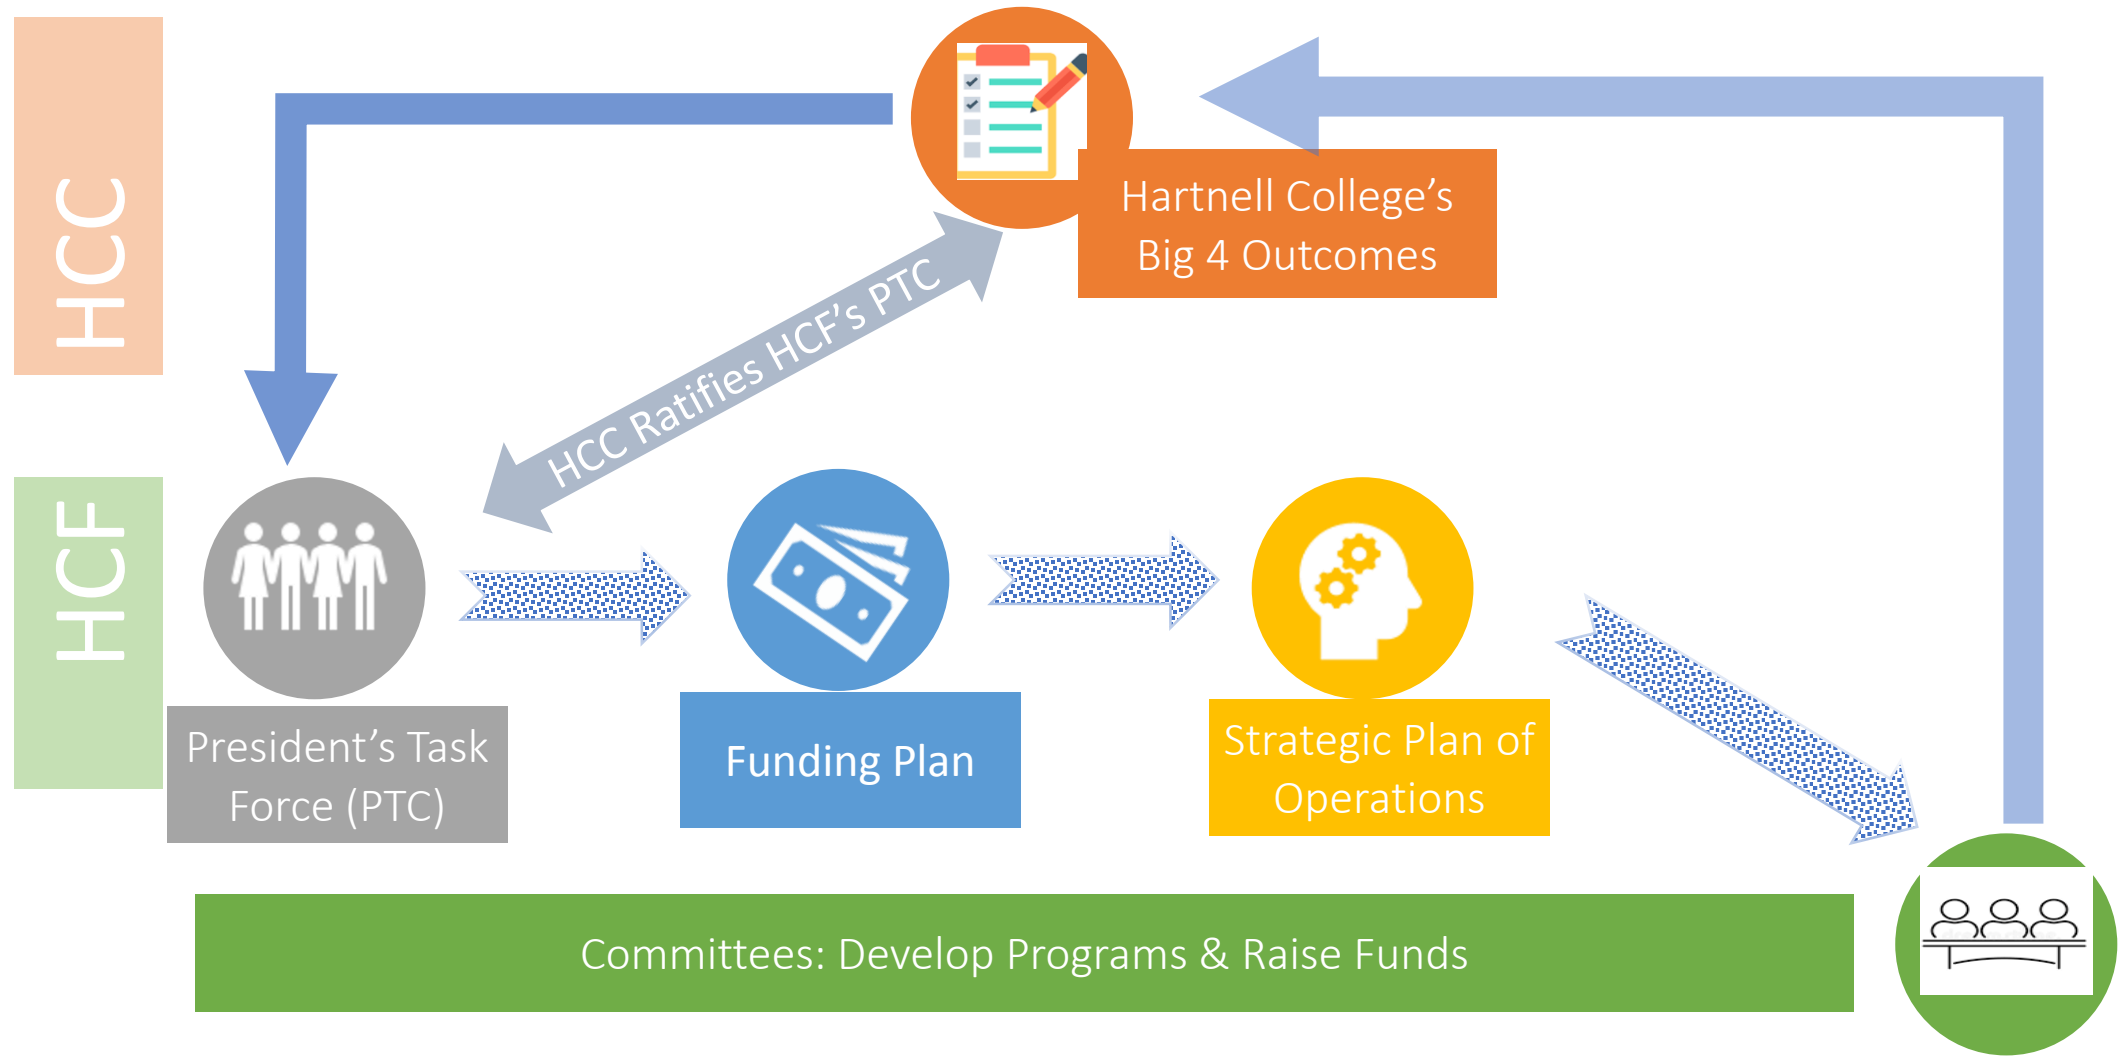 HCC
Hartnell College’s
Big 4 Outcomes
HCC Ratifies HCF’s PTC
HCF
President’s Task
Force (PTC)
Funding Plan
Strategic Plan of
Operations
Committees: Develop Programs & Raise Funds